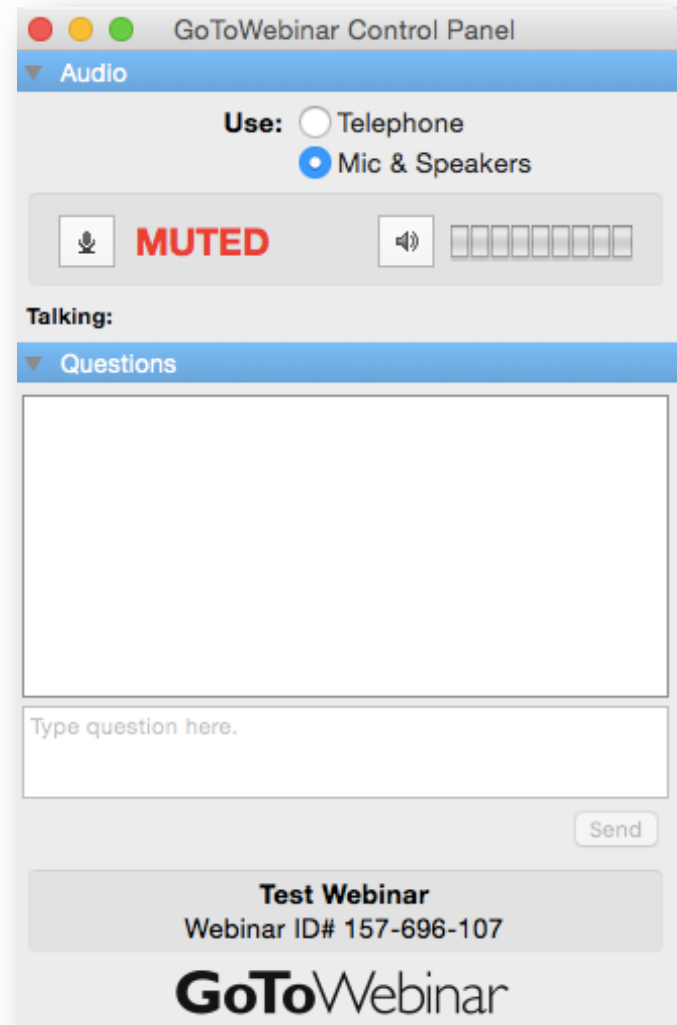 GoToWebinar Control Panel
Audio
Use: Telephone
Mic & Speakers
MUTED
Talking:
Questions
Type question here.
Send
Test Webinar
Webinar ID# 157-696-107
GoToWebinar